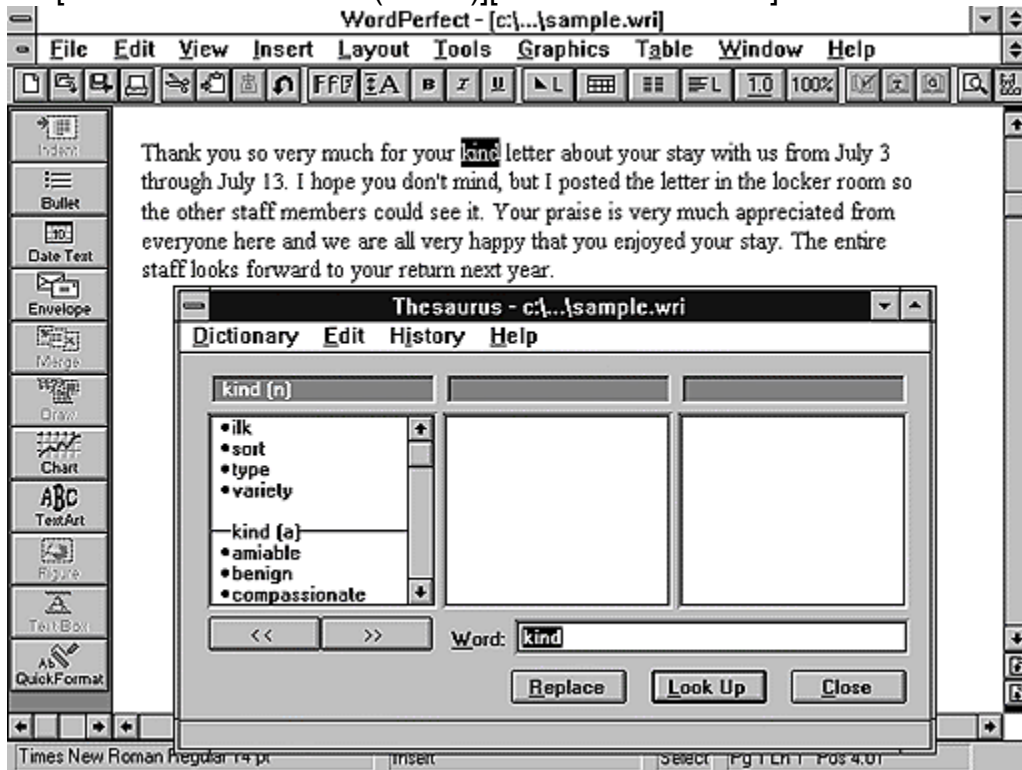 WordPerfect - [c:\...\sample.wri]
File Edit View Insert Layout Tools Graphics Table Window Help
B I U L L 1.0 100%
Indent
Bullet
Date Text
Envelope
Merge
Draw
Chart
ABC
TextArt
Figure
Text Box
QuickFormat
Thank you so very much for your kind letter about your stay with us from July 3
through July 13. I hope you don't mind, but I posted the letter in the locker room so
the other staff members could see it. Your praise is very much appreciated from
everyone here and we are all very happy that you enjoyed your stay. The entire
staff looks forward to your return next year.
Thesaurus - c:\...\sample.wri
Dictionary Edit History Help
kind (n)
•ilk
•sort
•type
•variety
kind (a)
•amiable
•benign
•compassionate
<< >> Word: kind
Replace Look Up Close
Times New Roman Regular 14 pt Insert Select Pg 1 Ln 1 Pos 4.01